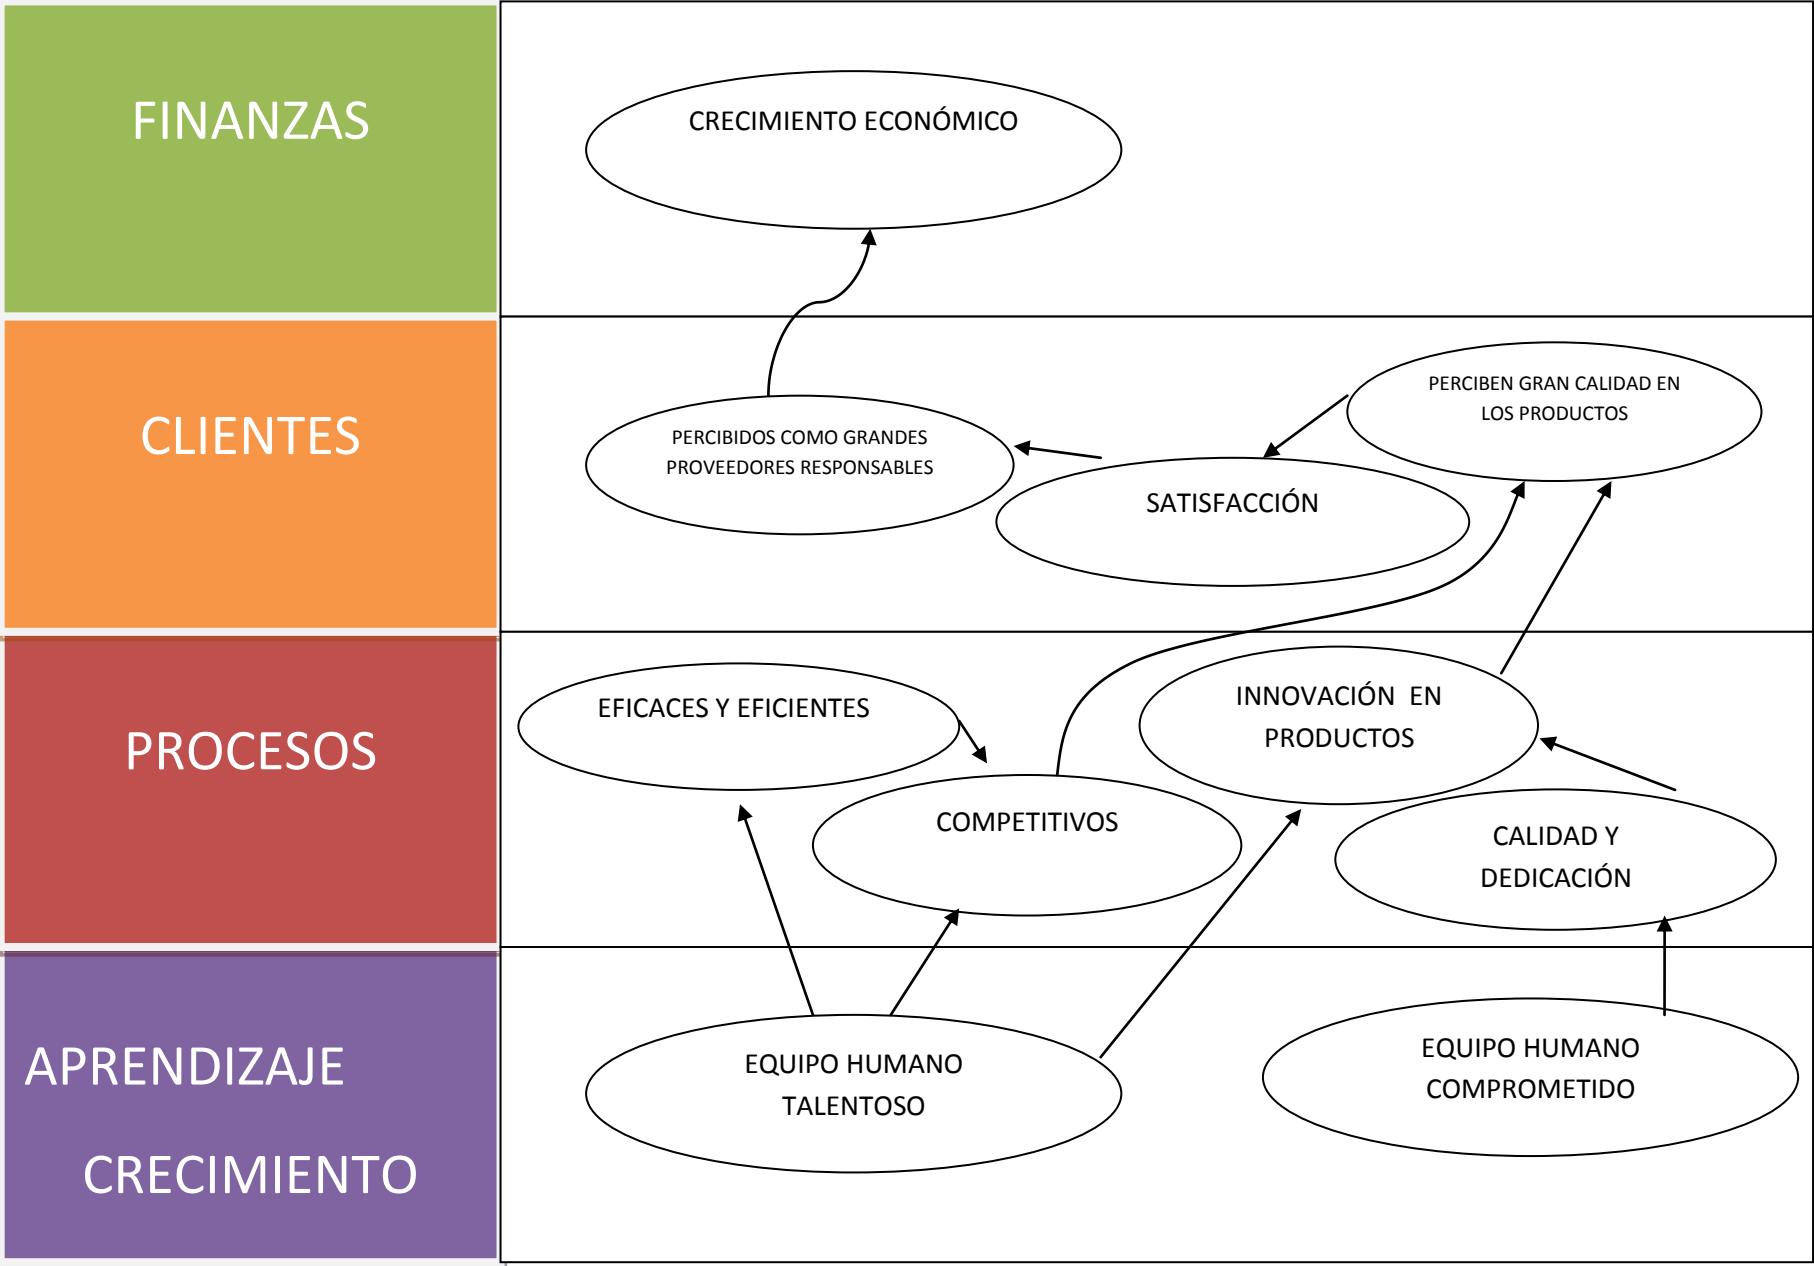 FINANZAS
CRECIMIENTO ECONÓMICO
CLIENTES
PERCIBIDOS COMO GRANDES
PROVEEDORES RESPONSABLES
SATISFACCIÓN
PERCIBEN GRAN CALIDAD EN
LOS PRODUCTOS
PROCESOS
EFICACES Y EFICIENTES
COMPETITIVOS
INNOVACIÓN EN
PRODUCTOS
CALIDAD Y
DEDICACIÓN
APRENDIZAJE
CRECIMIENTO
EQUIPO HUMANO
TALENTOSO
EQUIPO HUMANO
COMPROMETIDO